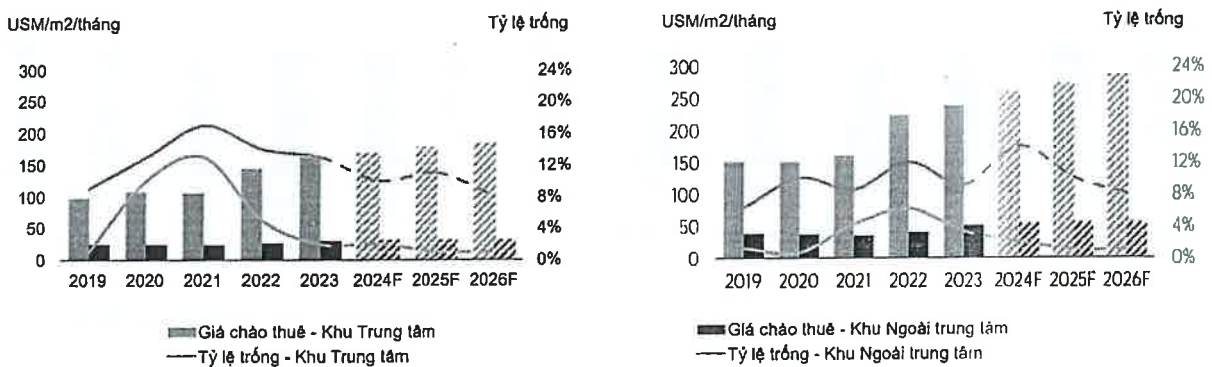 USM/m2/tháng
Tỷ lệ trống
300
250
200
150
100
50
0
24%
20%
16%
12%
8%
4%
0%
2019 2020 2021 2022 2023 2024F 2025F 2026F
Giá chào thuê - Khu Trung tâm
Tỷ lệ trống - Khu Trung tâm
USM/m2/tháng
Tỷ lệ trống
300
250
200
150
100
50
0
24%
20%
16%
12%
8%
4%
0%
2019 2020 2021 2022 2023 2024F 2025F 2026F
Giá chào thuê - Khu Ngoài trung tâm
Tỷ lệ trống - Khu Ngoài trung tâm